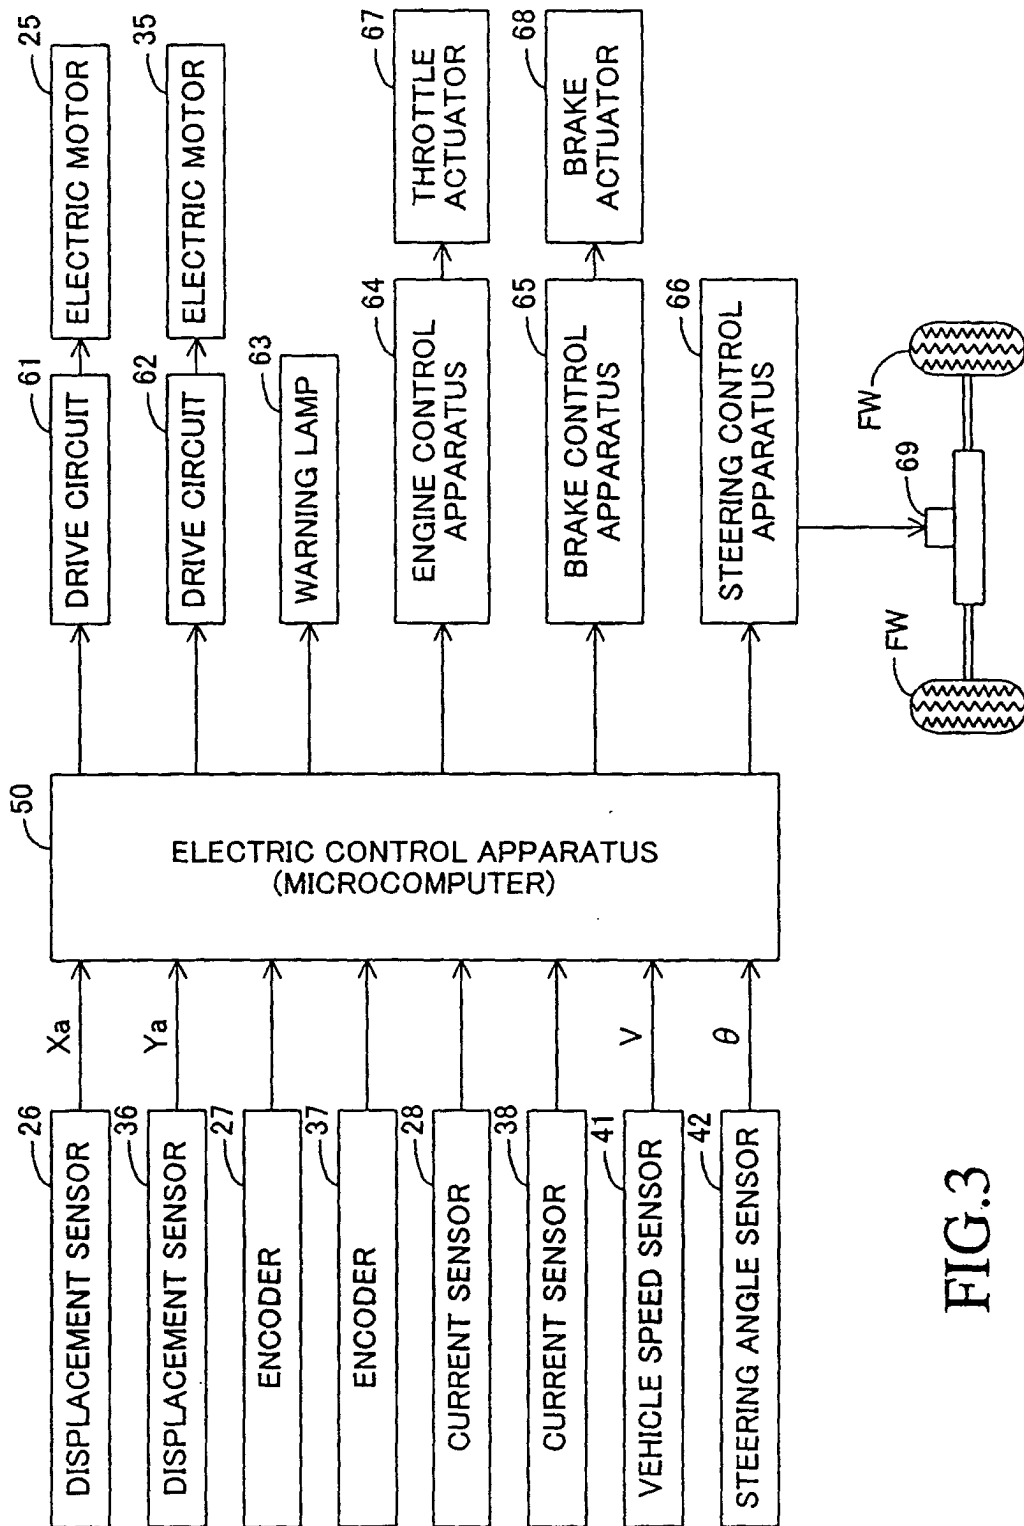 26
DISPLACEMENT SENSOR
Xa
36
DISPLACEMENT SENSOR
Ya
27
ENCODER
37
ENCODER
28
CURRENT SENSOR
38
CURRENT SENSOR
41
VEHICLE SPEED SENSOR
V
42
STEERING ANGLE SENSOR
θ
50
ELECTRIC CONTROL APPARATUS
(MICROCOMPUTER)
61
DRIVE CIRCUIT
25
ELECTRIC MOTOR
62
DRIVE CIRCUIT
35
ELECTRIC MOTOR
63
WARNING LAMP
64
ENGINE CONTROL
APPARATUS
67
THROTTLE
ACTUATOR
65
BRAKE CONTROL
APPARATUS
68
BRAKE
ACTUATOR
66
STEERING CONTROL
APPARATUS
FW
69
FW
FIG.3